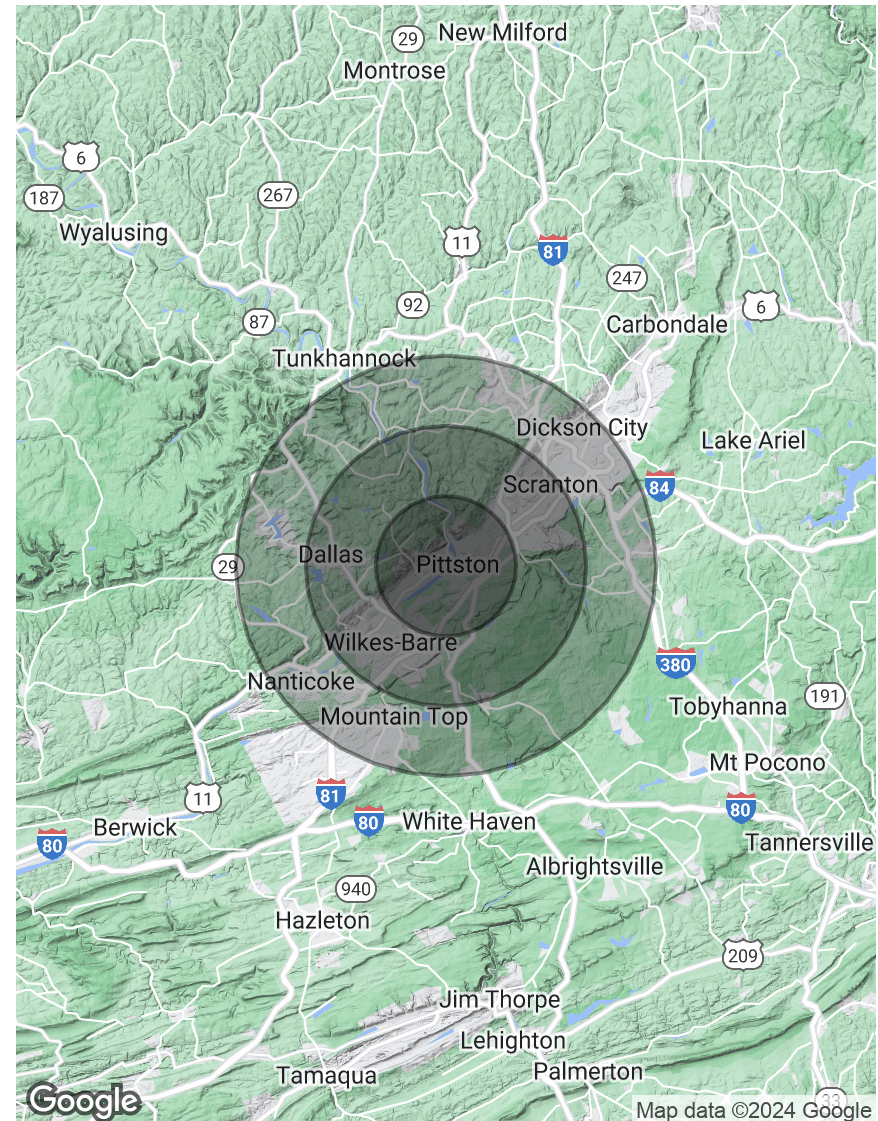 New Milford
29
Montrose
6
187
267
Wyalusing
11
81
247
92
6
87
Carbondale
Tunkhannock
Dickson City
Lake Ariel
Scranton
84
Dallas
Pittston
29
Wilkes-Barre
380
Nanticoke
191
Tobyhanna
Mountain Top
Mt Pocono
81
11
80
80
Berwick
White Haven
80
Tannersville
Albrightsville
940
Hazleton
209
Jim Thorpe
Lehighton
Tamaqua
Palmerton
33
Google
Map data ©2024 Google